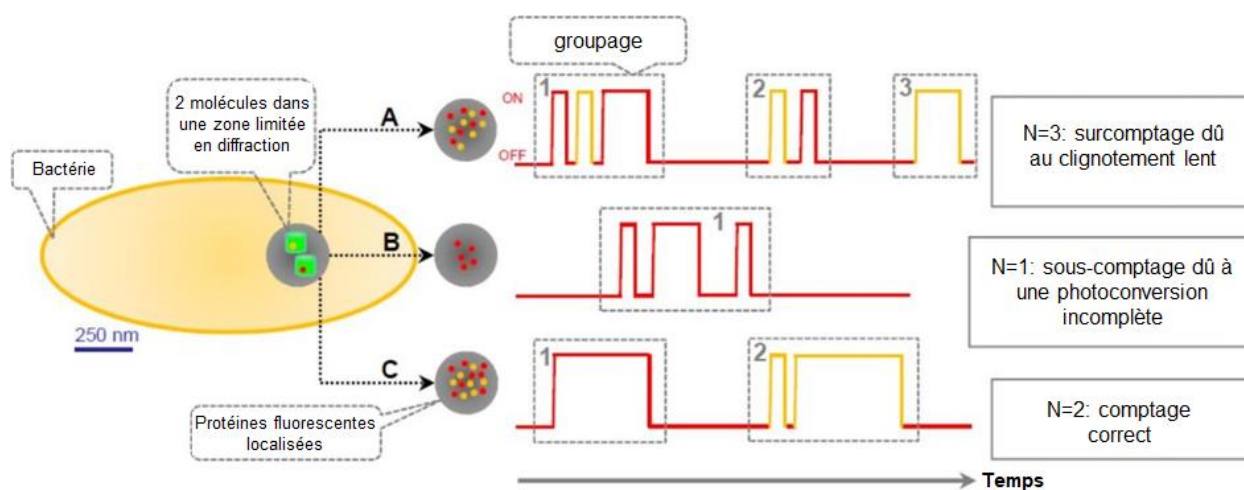 groupage
2 molécules dans
une zone limitée
en diffraction
Bactérie
250 nm
A
B
C
Protéines fluorescentes
localisées
ON
OFF
1
2
3
N=3: surcomptage dû
au clignotement lent
1
N=1: sous-comptage dû à
une photoconversion
incomplète
1
2
N=2: comptage
correct
Temps